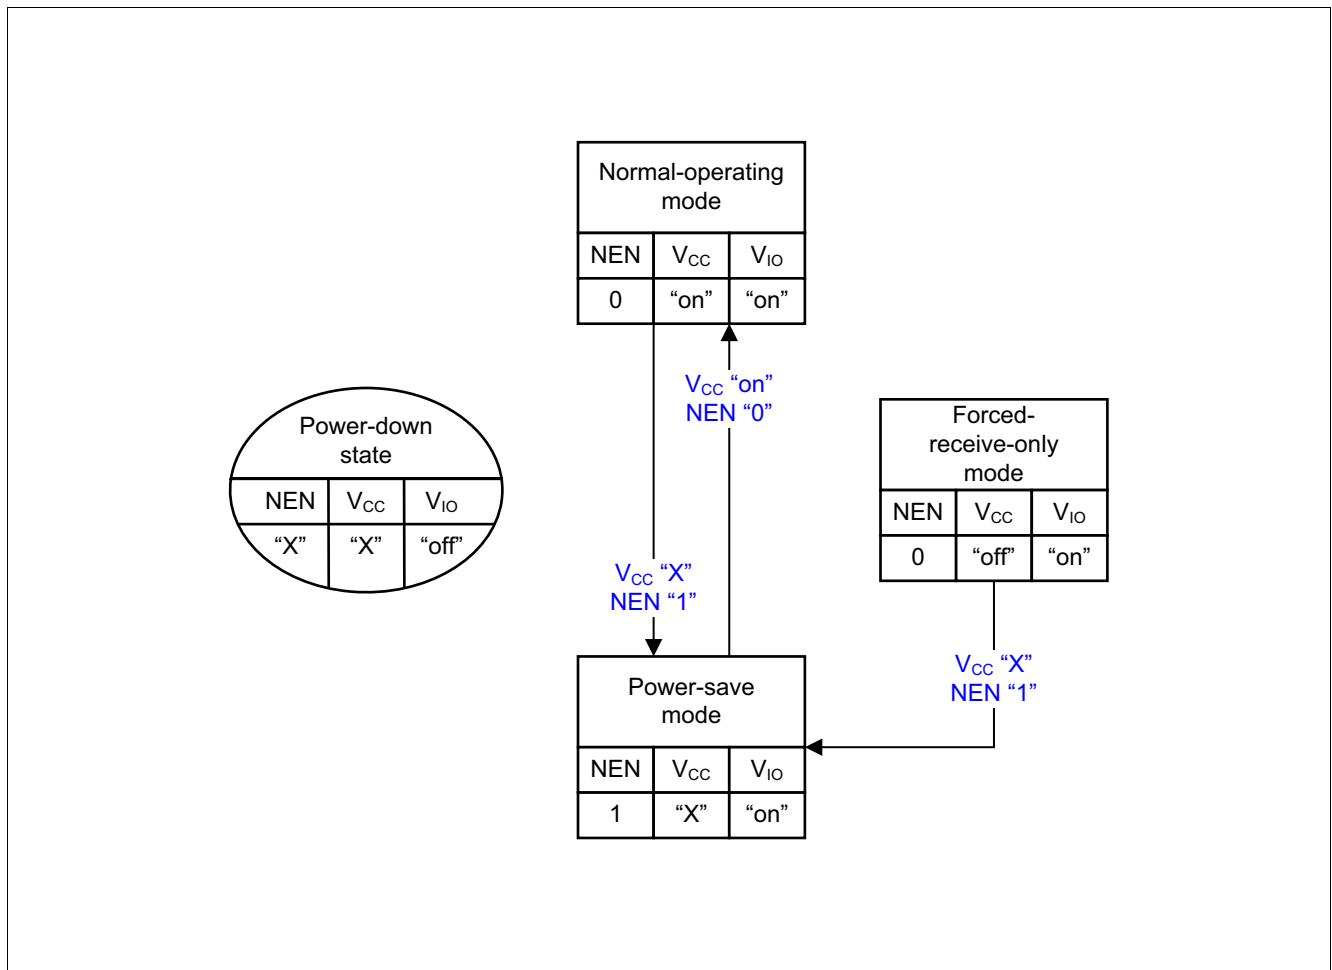 Normal-operating
mode
NEN VCC VIO
0 “on” “on”
VCC “on”
NEN “0”
Power-down
state
NEN VCC VIO
“X” “X” “off”
Forced-
receive-only
mode
NEN VCC VIO
0 “off” “on”
VCC “X”
NEN “1”
VCC “X”
NEN “1”
Power-save
mode
NEN VCC VIO
1 “X” “on”